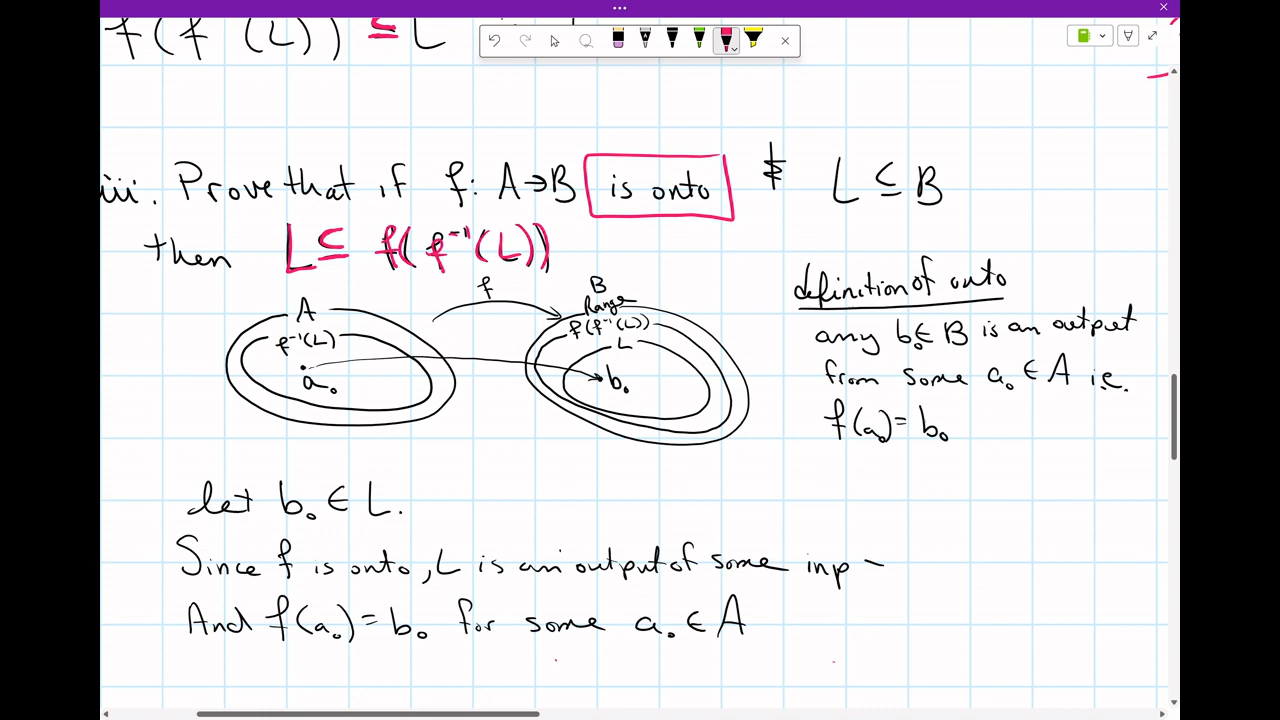 f(f (L)) ⊆ L
iii. Prove that if f: A→B is onto & L ⊆ B
then L ⊆ f(f⁻¹(L))
f
A
f⁻¹(L)
a₀
B
Range
f(f⁻¹(L))
L
b₀
definition of onto
any b₀ ∈ B is an output
from some a₀ ∈ A i.e.
f(a₀) = b₀
let b₀ ∈ L.
Since f is onto, L is an output of some inp
And f(a₀) = b₀ for some a₀ ∈ A